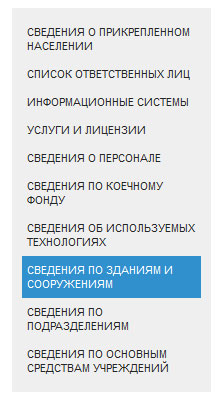 СВЕДЕНИЯ О ПРИКРЕПЛЕННОМ
НАСЕЛЕНИИ
СПИСОК ОТВЕТСТВЕННЫХ ЛИЦ
ИНФОРМАЦИОННЫЕ СИСТЕМЫ
УСЛУГИ И ЛИЦЕНЗИИ
СВЕДЕНИЯ О ПЕРСОНАЛЕ
СВЕДЕНИЯ ПО КОЕЧНОМУ
ФОНДУ
СВЕДЕНИЯ ОБ ИСПОЛЬЗУЕМЫХ
ТЕХНОЛОГИЯХ
СВЕДЕНИЯ ПО ЗДАНИЯМ И
СООРУЖЕНИЯМ
СВЕДЕНИЯ ПО
ПОДРАЗДЕЛЕНИЯМ
СВЕДЕНИЯ ПО ОСНОВНЫМ
СРЕДСТВАМ УЧРЕЖДЕНИЙ